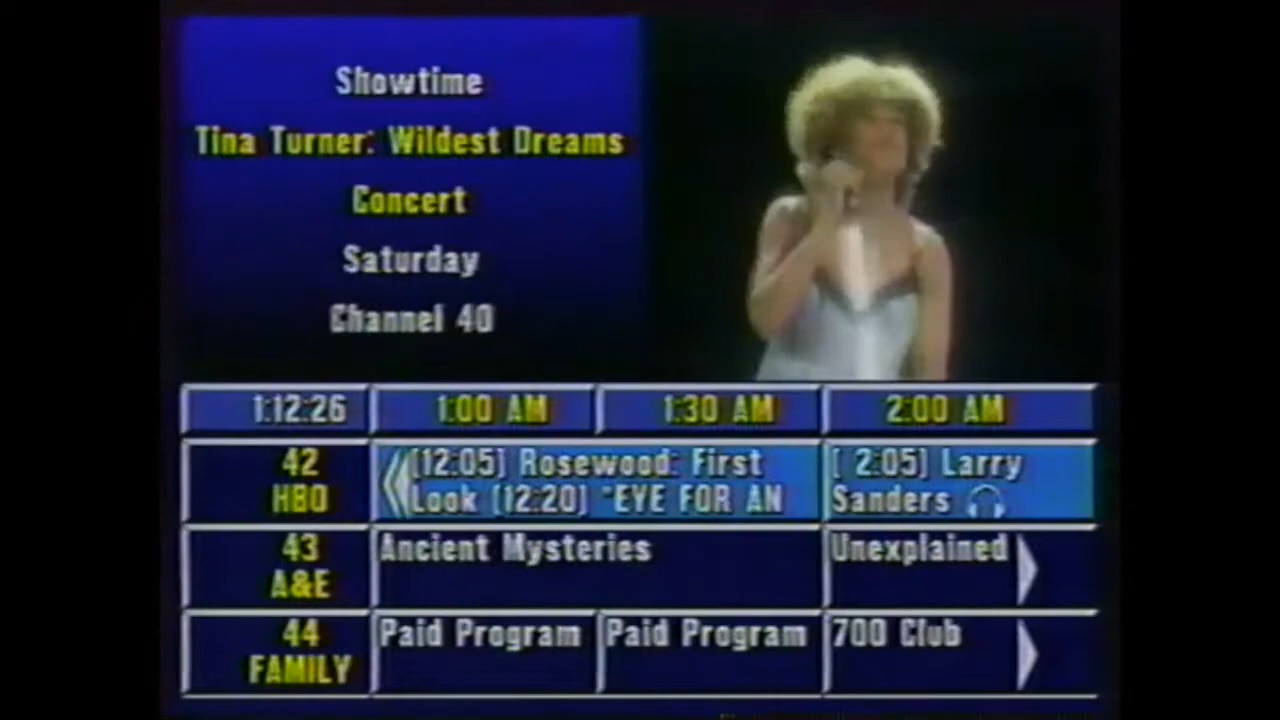 Showtime
Tina Turner: Wildest Dreams
Concert
Saturday
Channel 40
1:12:26 1:00 AM 1:30 AM 2:00 AM
42 HBO
[12:05] Rosewood: First
Look [12:20] "EYE FOR AN
[ 2:05] Larry
Sanders
43 A&E
Ancient Mysteries
Unexplained
44 FAMILY
Paid Program
Paid Program
700 Club